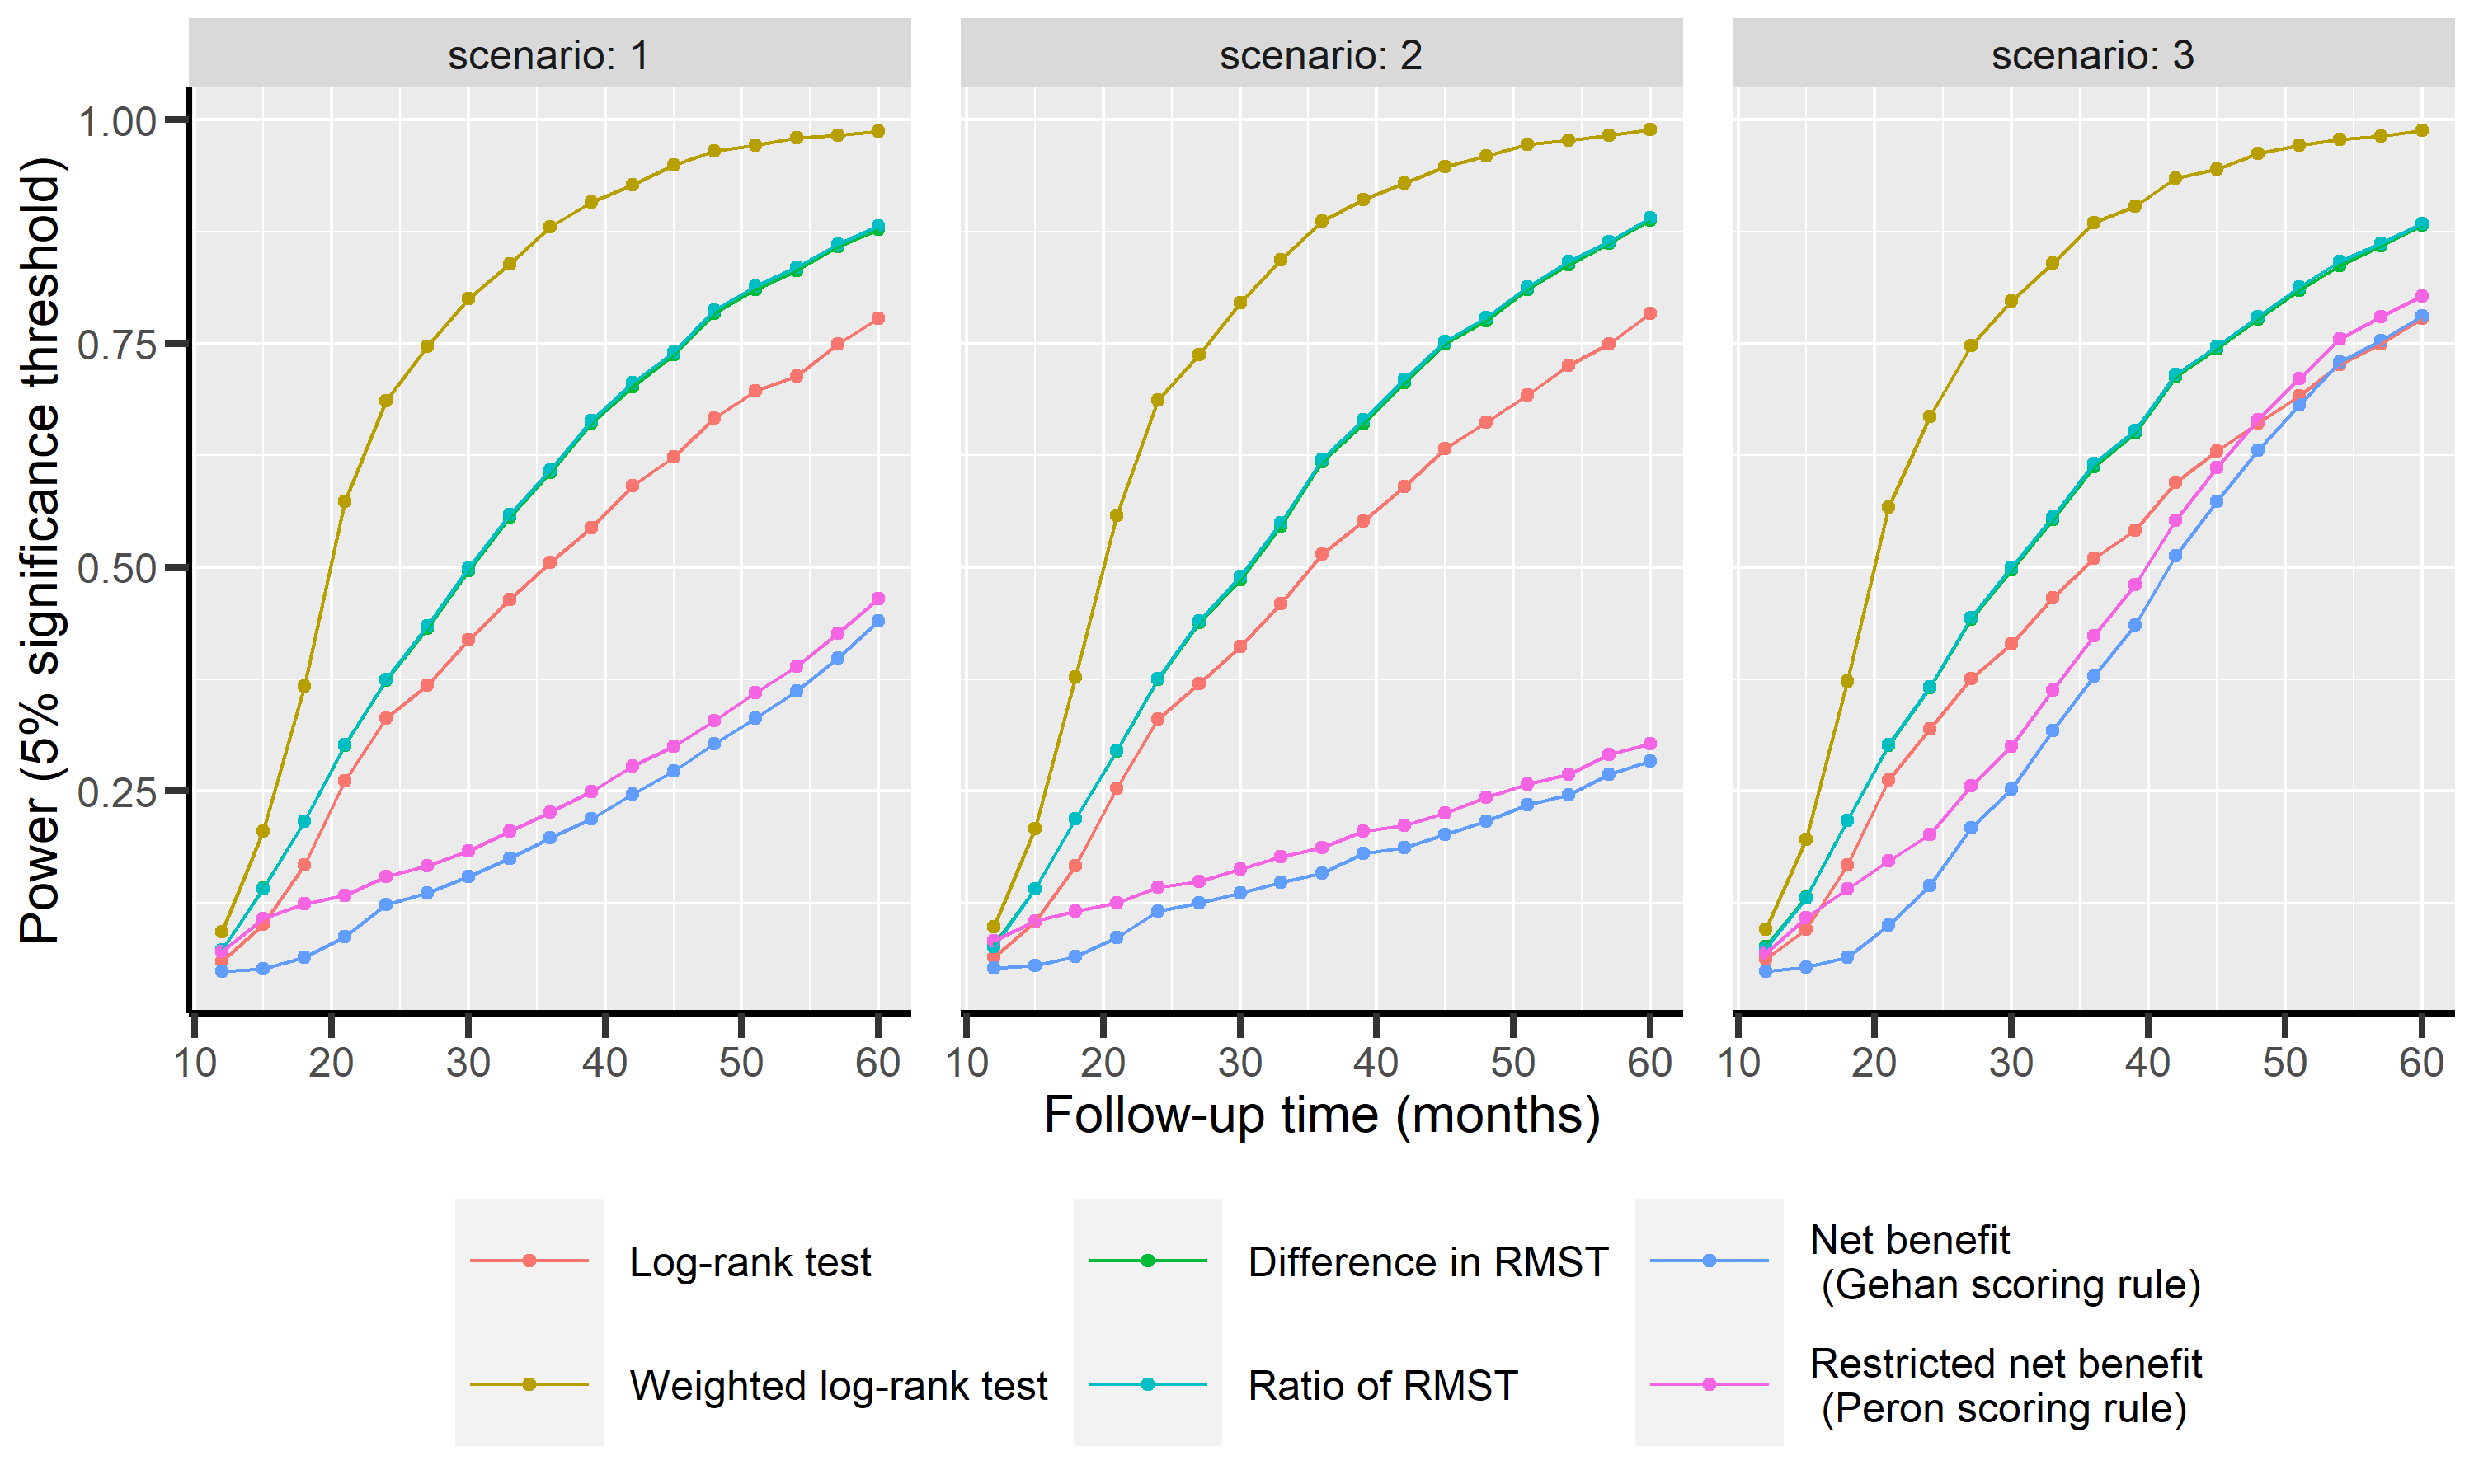 scenario: 1
scenario: 2
scenario: 3
Power (5% significance threshold)
1.00
0.75
0.50
0.25
10 20 30 40 50 60
10 20 30 40 50 60
10 20 30 40 50 60
Follow-up time (months)
Log-rank test
Weighted log-rank test
Difference in RMST
Ratio of RMST
Net benefit
(Gehan scoring rule)
Restricted net benefit
(Peron scoring rule)